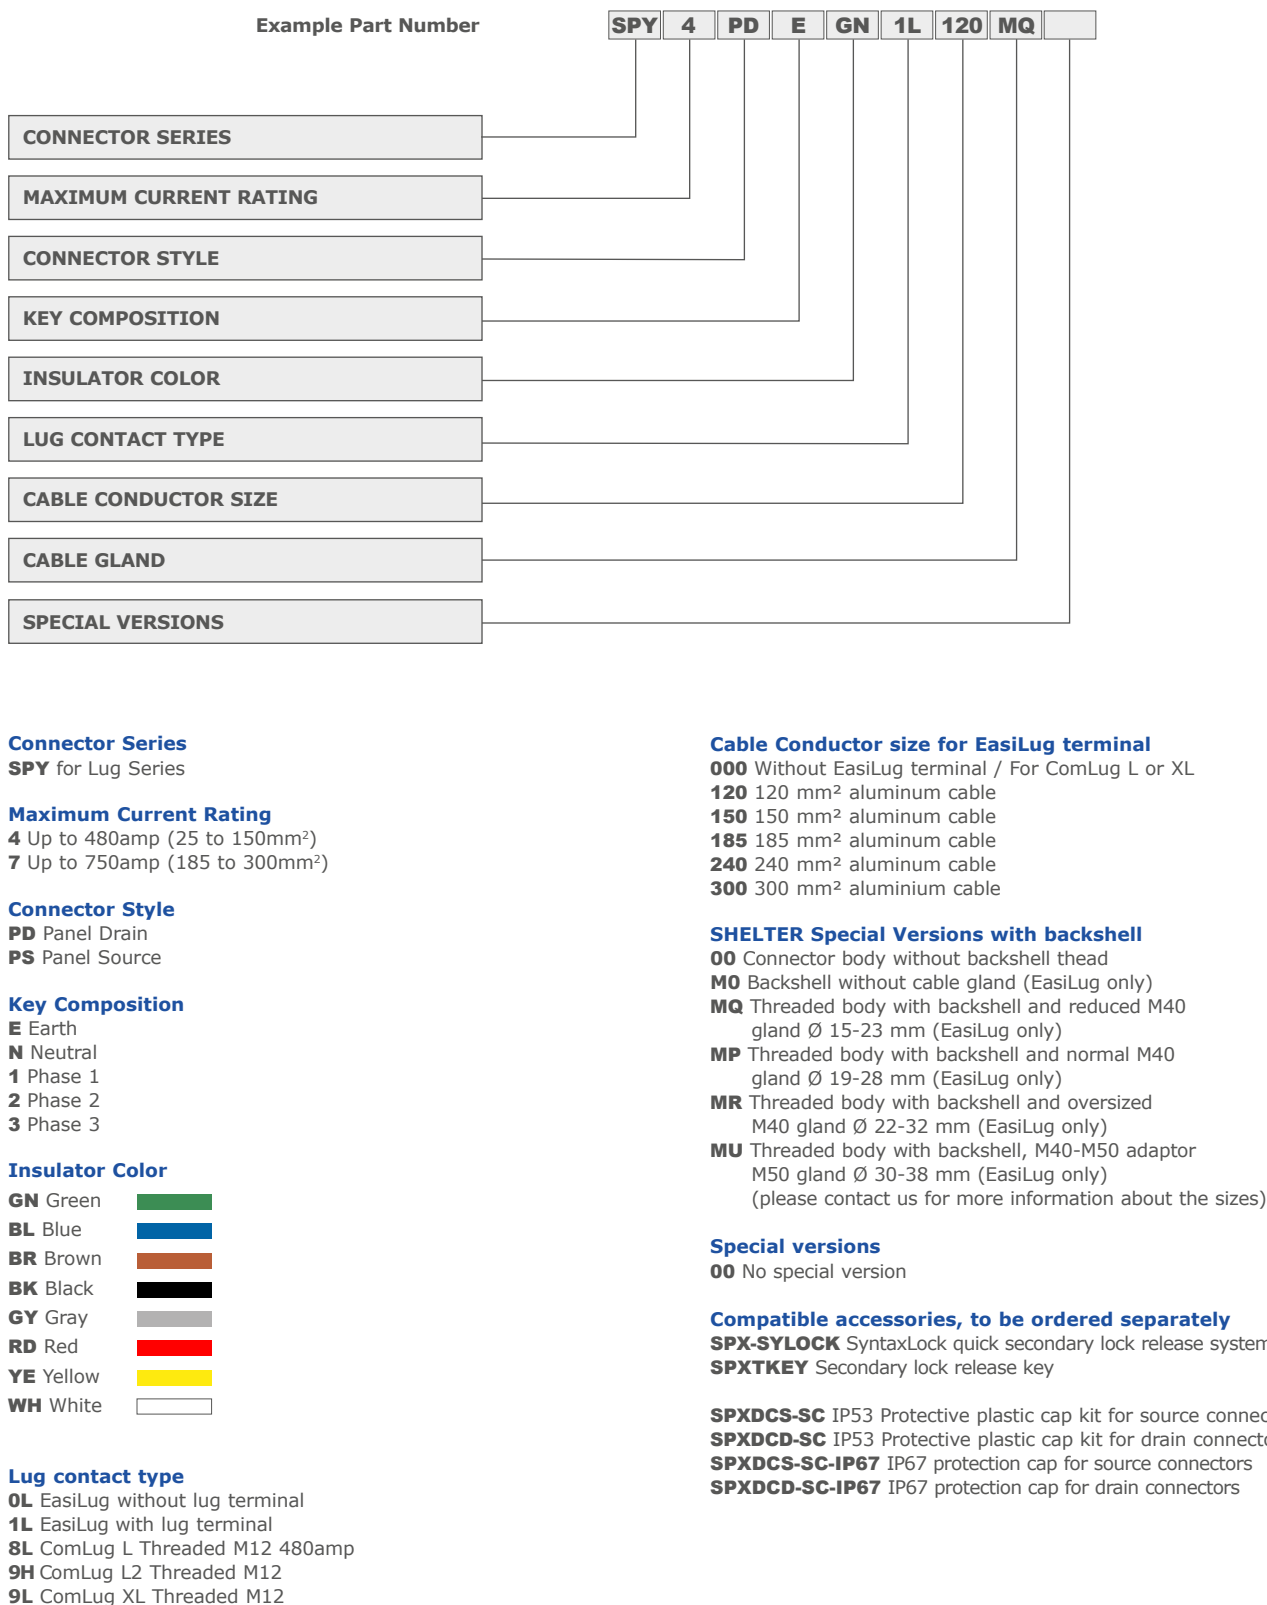 Example Part Number
SPY 4 PD E GN 1L 120 MQ
CONNECTOR SERIES
MAXIMUM CURRENT RATING
CONNECTOR STYLE
KEY COMPOSITION
INSULATOR COLOR
LUG CONTACT TYPE
CABLE CONDUCTOR SIZE
CABLE GLAND
SPECIAL VERSIONS
Connector Series
SPY for Lug Series
Maximum Current Rating
4 Up to 480amp (25 to 150mm²)
7 Up to 750amp (185 to 300mm²)
Connector Style
PD Panel Drain
PS Panel Source
Key Composition
E Earth
N Neutral
1 Phase 1
2 Phase 2
3 Phase 3
Insulator Color
GN Green
BL Blue
BR Brown
BK Black
GY Gray
RD Red
YE Yellow
WH White
Lug contact type
0L EasiLug without lug terminal
1L EasiLug with lug terminal
8L ComLug L Threaded M12 480amp
9H ComLug L2 Threaded M12
9L ComLug XL Threaded M12
Cable Conductor size for EasiLug terminal
000 Without EasiLug terminal / For ComLug L or XL
120 120 mm² aluminum cable
150 150 mm² aluminum cable
185 185 mm² aluminum cable
240 240 mm² aluminum cable
300 300 mm² aluminium cable
SHELTER Special Versions with backshell
00 Connector body without backshell thead
M0 Backshell without cable gland (EasiLug only)
MQ Threaded body with backshell and reduced M40
gland Ø 15-23 mm (EasiLug only)
MP Threaded body with backshell and normal M40
gland Ø 19-28 mm (EasiLug only)
MR Threaded body with backshell and oversized
M40 gland Ø 22-32 mm (EasiLug only)
MU Threaded body with backshell, M40-M50 adaptor
M50 gland Ø 30-38 mm (EasiLug only)
(please contact us for more information about the sizes)
Special versions
00 No special version
Compatible accessories, to be ordered separately
SPX-SYLOCK SyntaxLock quick secondary lock release system
SPXTKEY Secondary lock release key
SPXDCS-SC IP53 Protective plastic cap kit for source
SPXDCD-SC IP53 Protective plastic cap kit for drain
SPXDCS-SC-IP67 IP67 protection cap for source connectors
SPXDCD-SC-IP67 IP67 protection cap for drain connectors